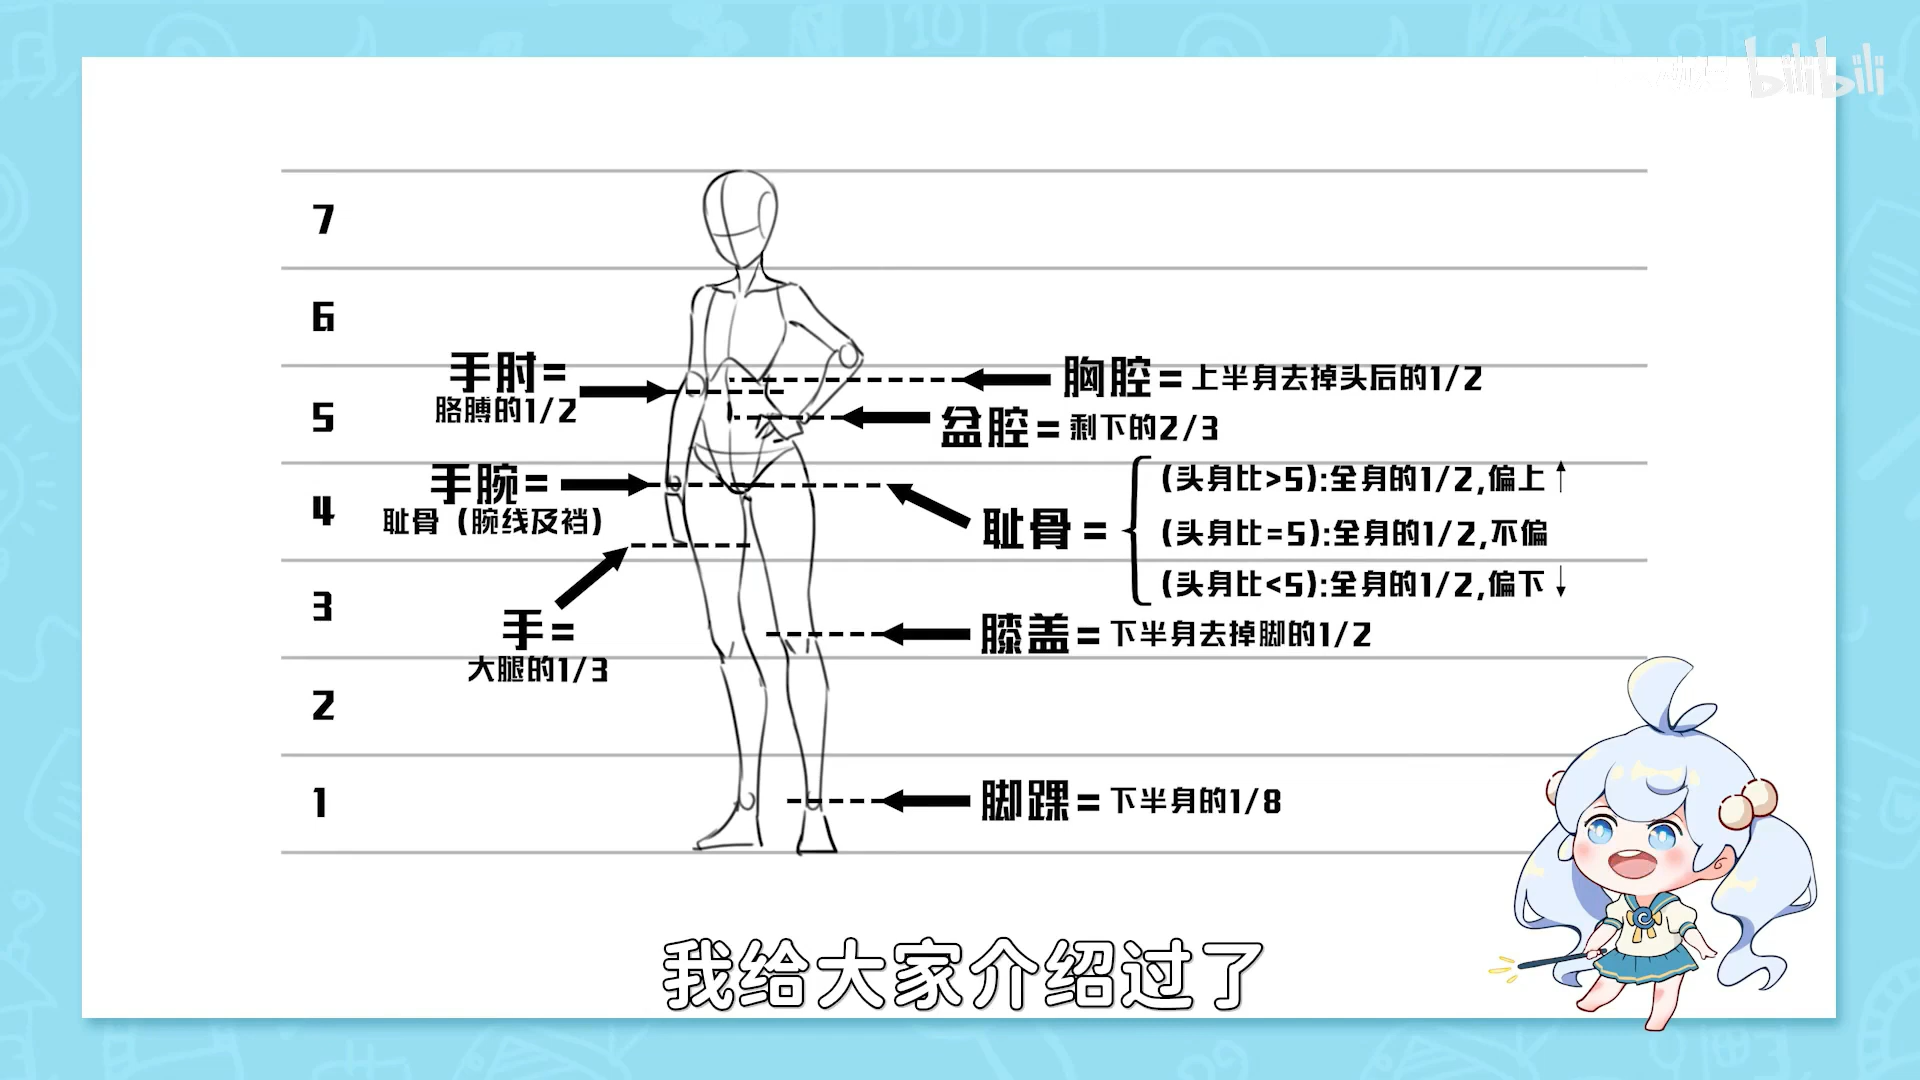 bilibili
7
6
手肘=
胳膊的1/2
胸腔=上半身去掉头后的1/2
5
盆腔=剩下的2/3
手腕=
耻骨（腕线及裆）
4
耻骨=
(头身比>5):全身的1/2,偏上↑
(头身比=5):全身的1/2,不偏
(头身比<5):全身的1/2,偏下↓
3
手=
大腿的1/3
膝盖=下半身去掉脚的1/2
2
1
脚踝=下半身的1/8
我给大家介绍过了